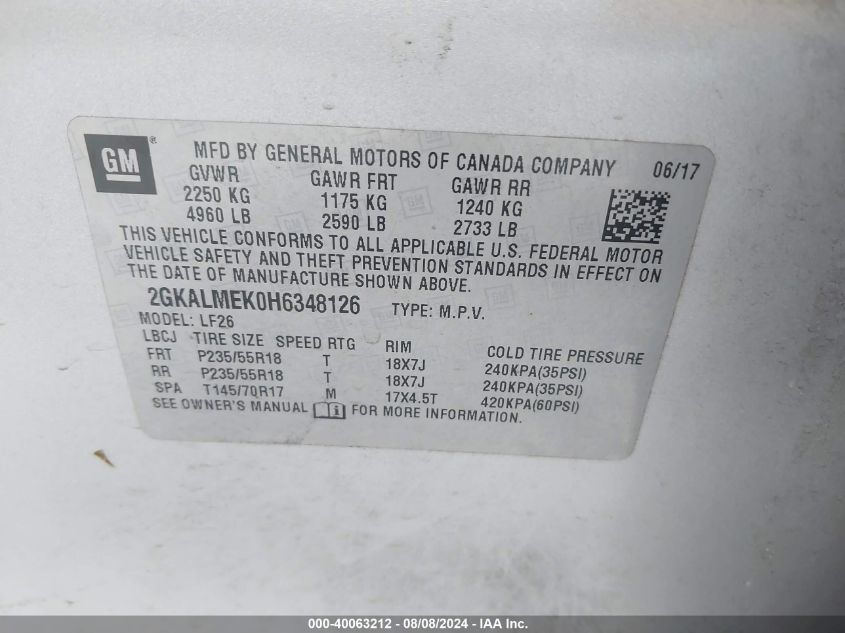 GM ®
MFD BY GENERAL MOTORS OF CANADA COMPANY 06/17
GVWR GAWR FRT GAWR RR
2250 KG 1175 KG 1240 KG
4960 LB 2590 LB 2733 LB
THIS VEHICLE CONFORMS TO ALL APPLICABLE U.S. FEDERAL MOTOR
VEHICLE SAFETY AND THEFT PREVENTION STANDARDS IN EFFECT ON
THE DATE OF MANUFACTURE SHOWN ABOVE.
2GKALMEK0H6348126 TYPE: M.P.V.
MODEL: LF26
LBCJ TIRE SIZE SPEED RTG RIM COLD TIRE PRESSURE
FRT P235/55R18 T 18X7J 240KPA(35PSI)
RR P235/55R18 T 18X7J 240KPA(35PSI)
SPA T145/70R17 M 17X4.5T 420KPA(60PSI)
SEE OWNER'S MANUAL FOR MORE INFORMATION.
000-40063212 - 08/08/2024 - IAAI.COM